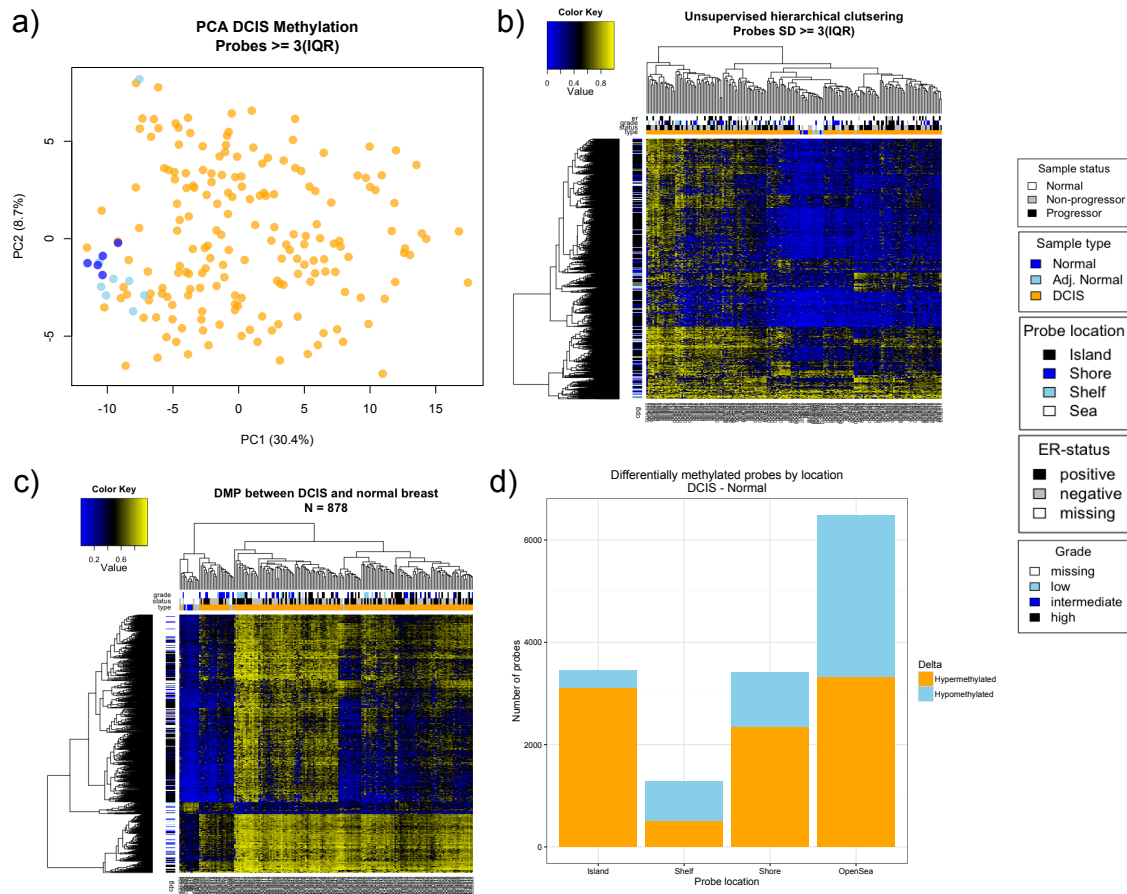 a)
PCA DCIS Methylation
Probes >= 3(IQR)
PC2 (8.7%)
5
0
-5
-10
-5
0
5
10
15
PC1 (30.4%)
b)
Color Key
0
0.4
0.8
Value
Unsupervised hierarchical clutsering
Probes SD >= 3(IQR)
er
grade
status
type
cpg
Sample status
Normal
Non-progressor
Progressor
Sample type
Normal
Adj. Normal
DCIS
Probe location
Island
Shore
Shelf
Sea
ER-status
positive
negative
missing
Grade
missing
low
intermediate
high
c)
Color Key
0.2
0.6
Value
DMP between DCIS and normal breast
N = 878
grade
status
type
cpg
d)
Differentially methylated probes by location
DCIS - Normal
Number of probes
6000
4000
2000
0
Island
Shelf
Shore
OpenSea
Probe location
Delta
Hypermethylated
Hypomethylated